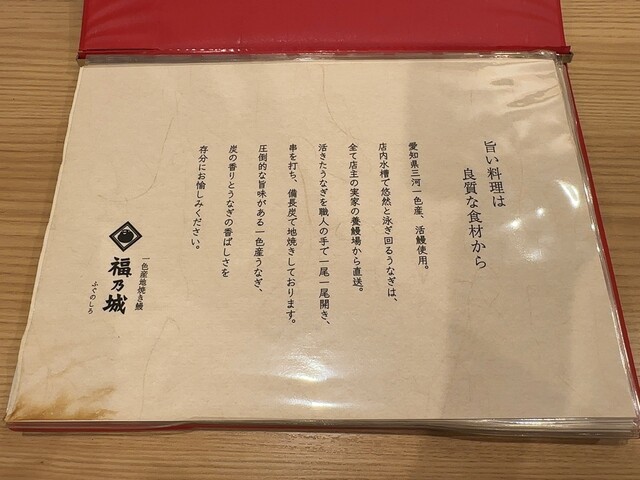 旨い料理は
良質な食材から
愛知県三河一色産、活鰻使用。
店内水槽で悠然と泳ぎ回るうなぎは、
全て店主の実家の養鰻場から直送。
活きたうなぎを職人の手で一尾一尾開き、
串を打ち、備長炭で地焼きしております。
圧倒的な旨味がある一色産うなぎ、
炭の香りとうなぎの香ばしさを
存分にお愉しみください。
一色産地焼き鰻
福乃城
ふぐのしろ